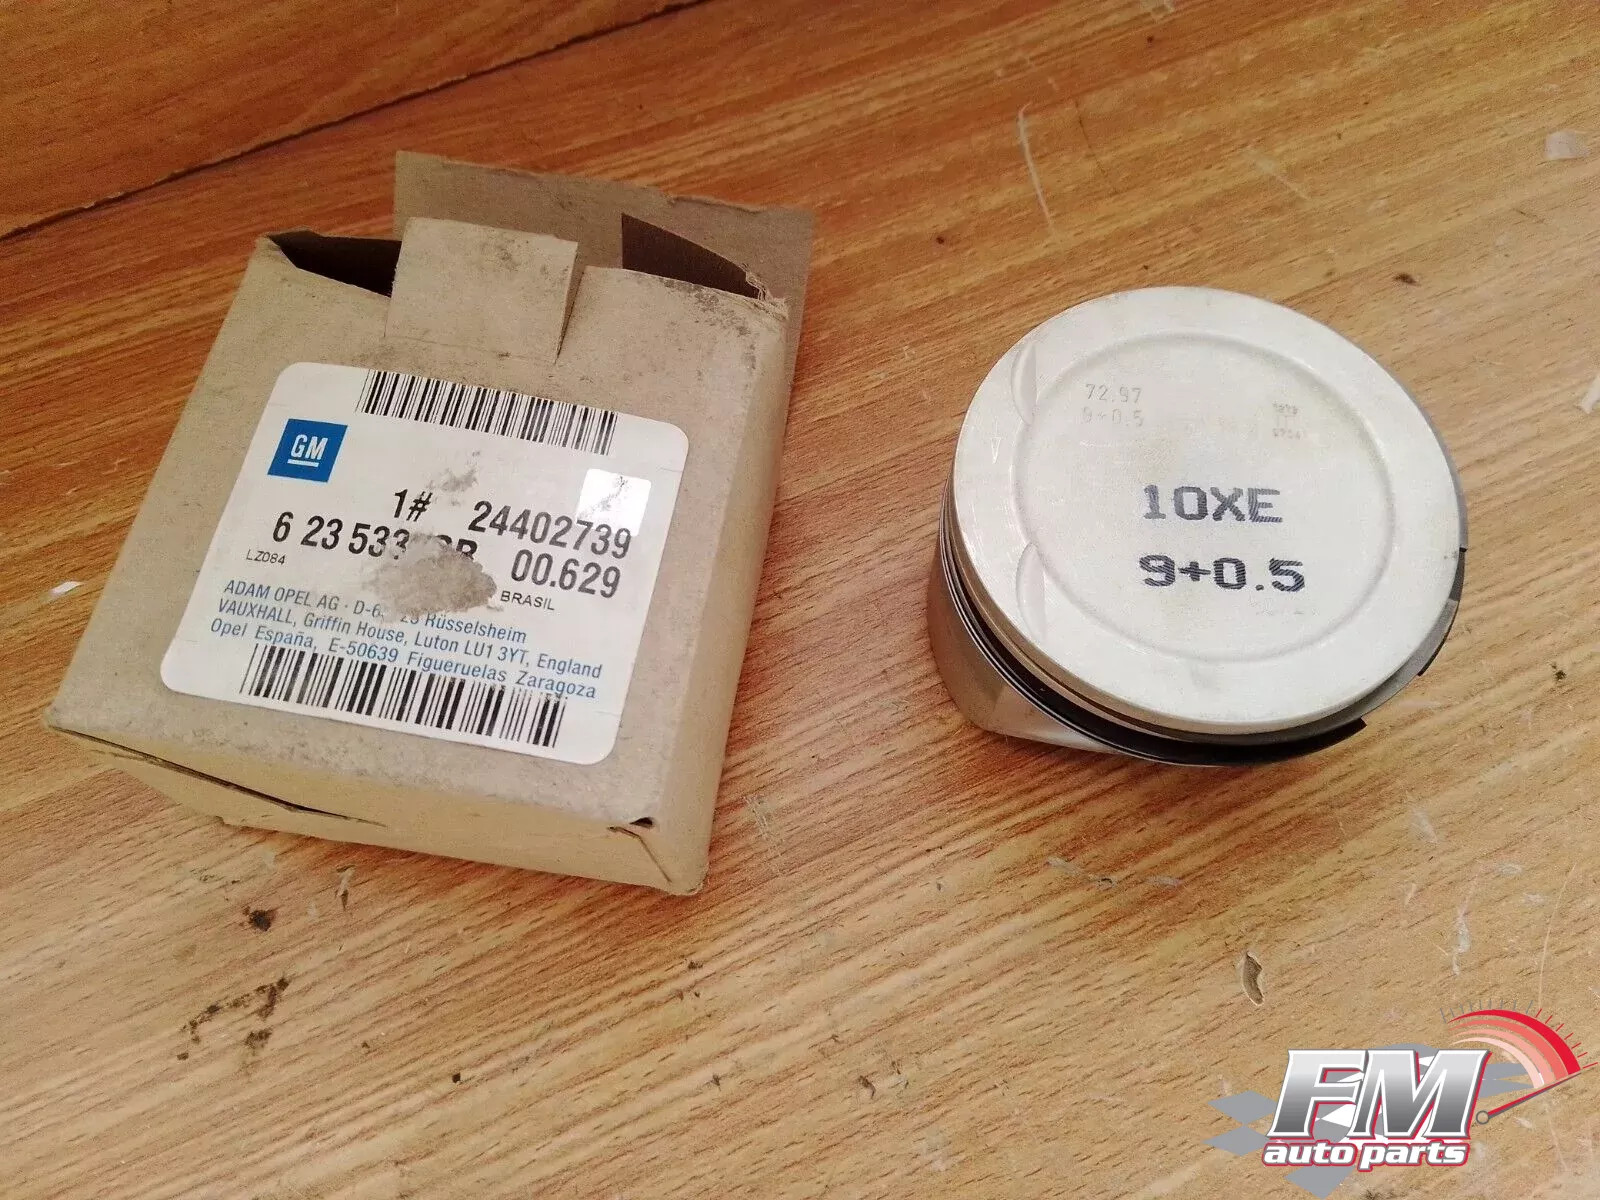 GM
1# 24402739
6 23 533 00.629
LZ084 BRASIL
ADAM OPEL AG · Rüsselsheim
VAUXHALL, Griffin House, Luton LU1 3YT, England
Opel España, E-50639 Figueruelas Zaragoza
72.97
9+0.5
10XE
9+0.5
FM
auto parts